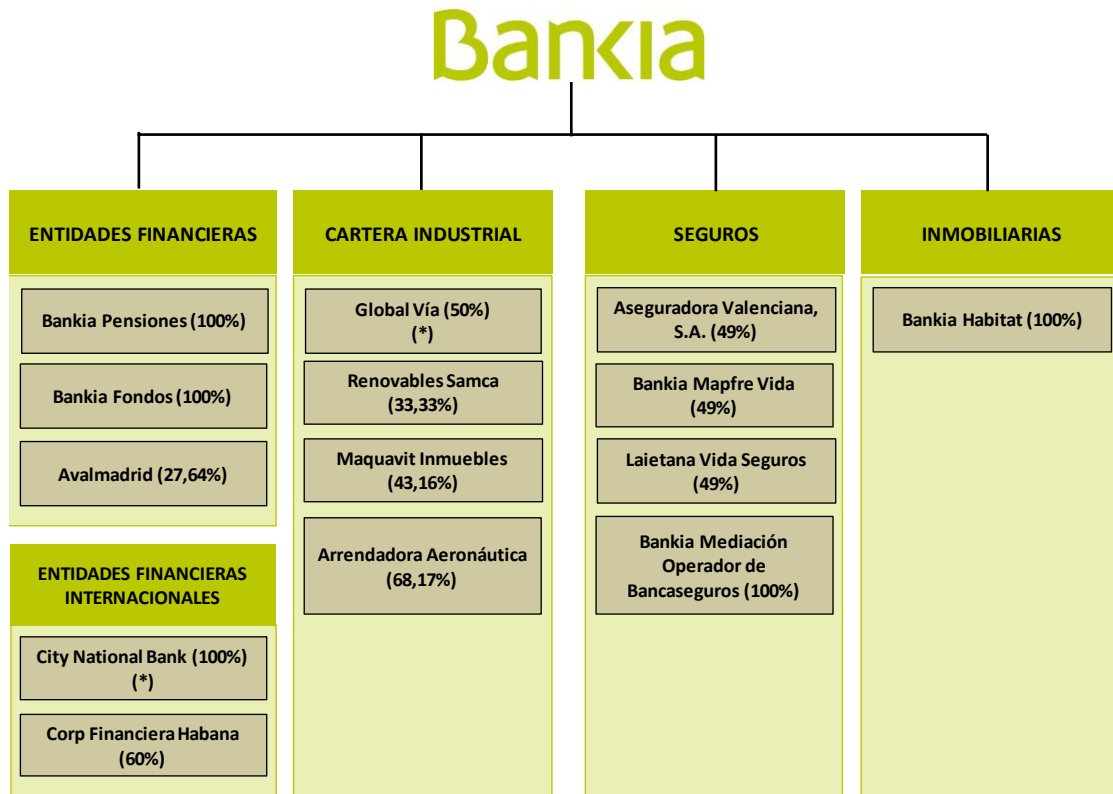 Bankia
ENTIDADES FINANCIERAS
Bankia Pensiones (100%)
Bankia Fondos (100%)
Avalmadrid (27,64%)
ENTIDADES FINANCIERAS
INTERNACIONALES
City National Bank (100%)
(*)
Corp Financiera Habana
(60%)
CARTERA INDUSTRIAL
Global Vía (50%)
(*)
Renovables Samca
(33,33%)
Maquavit Inmuebles
(43,16%)
Arrendadora Aeronáutica
(68,17%)
SEGUROS
Aseguradora Valenciana,
S.A. (49%)
Bankia Mapfre Vida
(49%)
Laietana Vida Seguros
(49%)
Bankia Mediación
Operador de
Bancaseguros (100%)
INMOBILIARIAS
Bankia Habitat (100%)